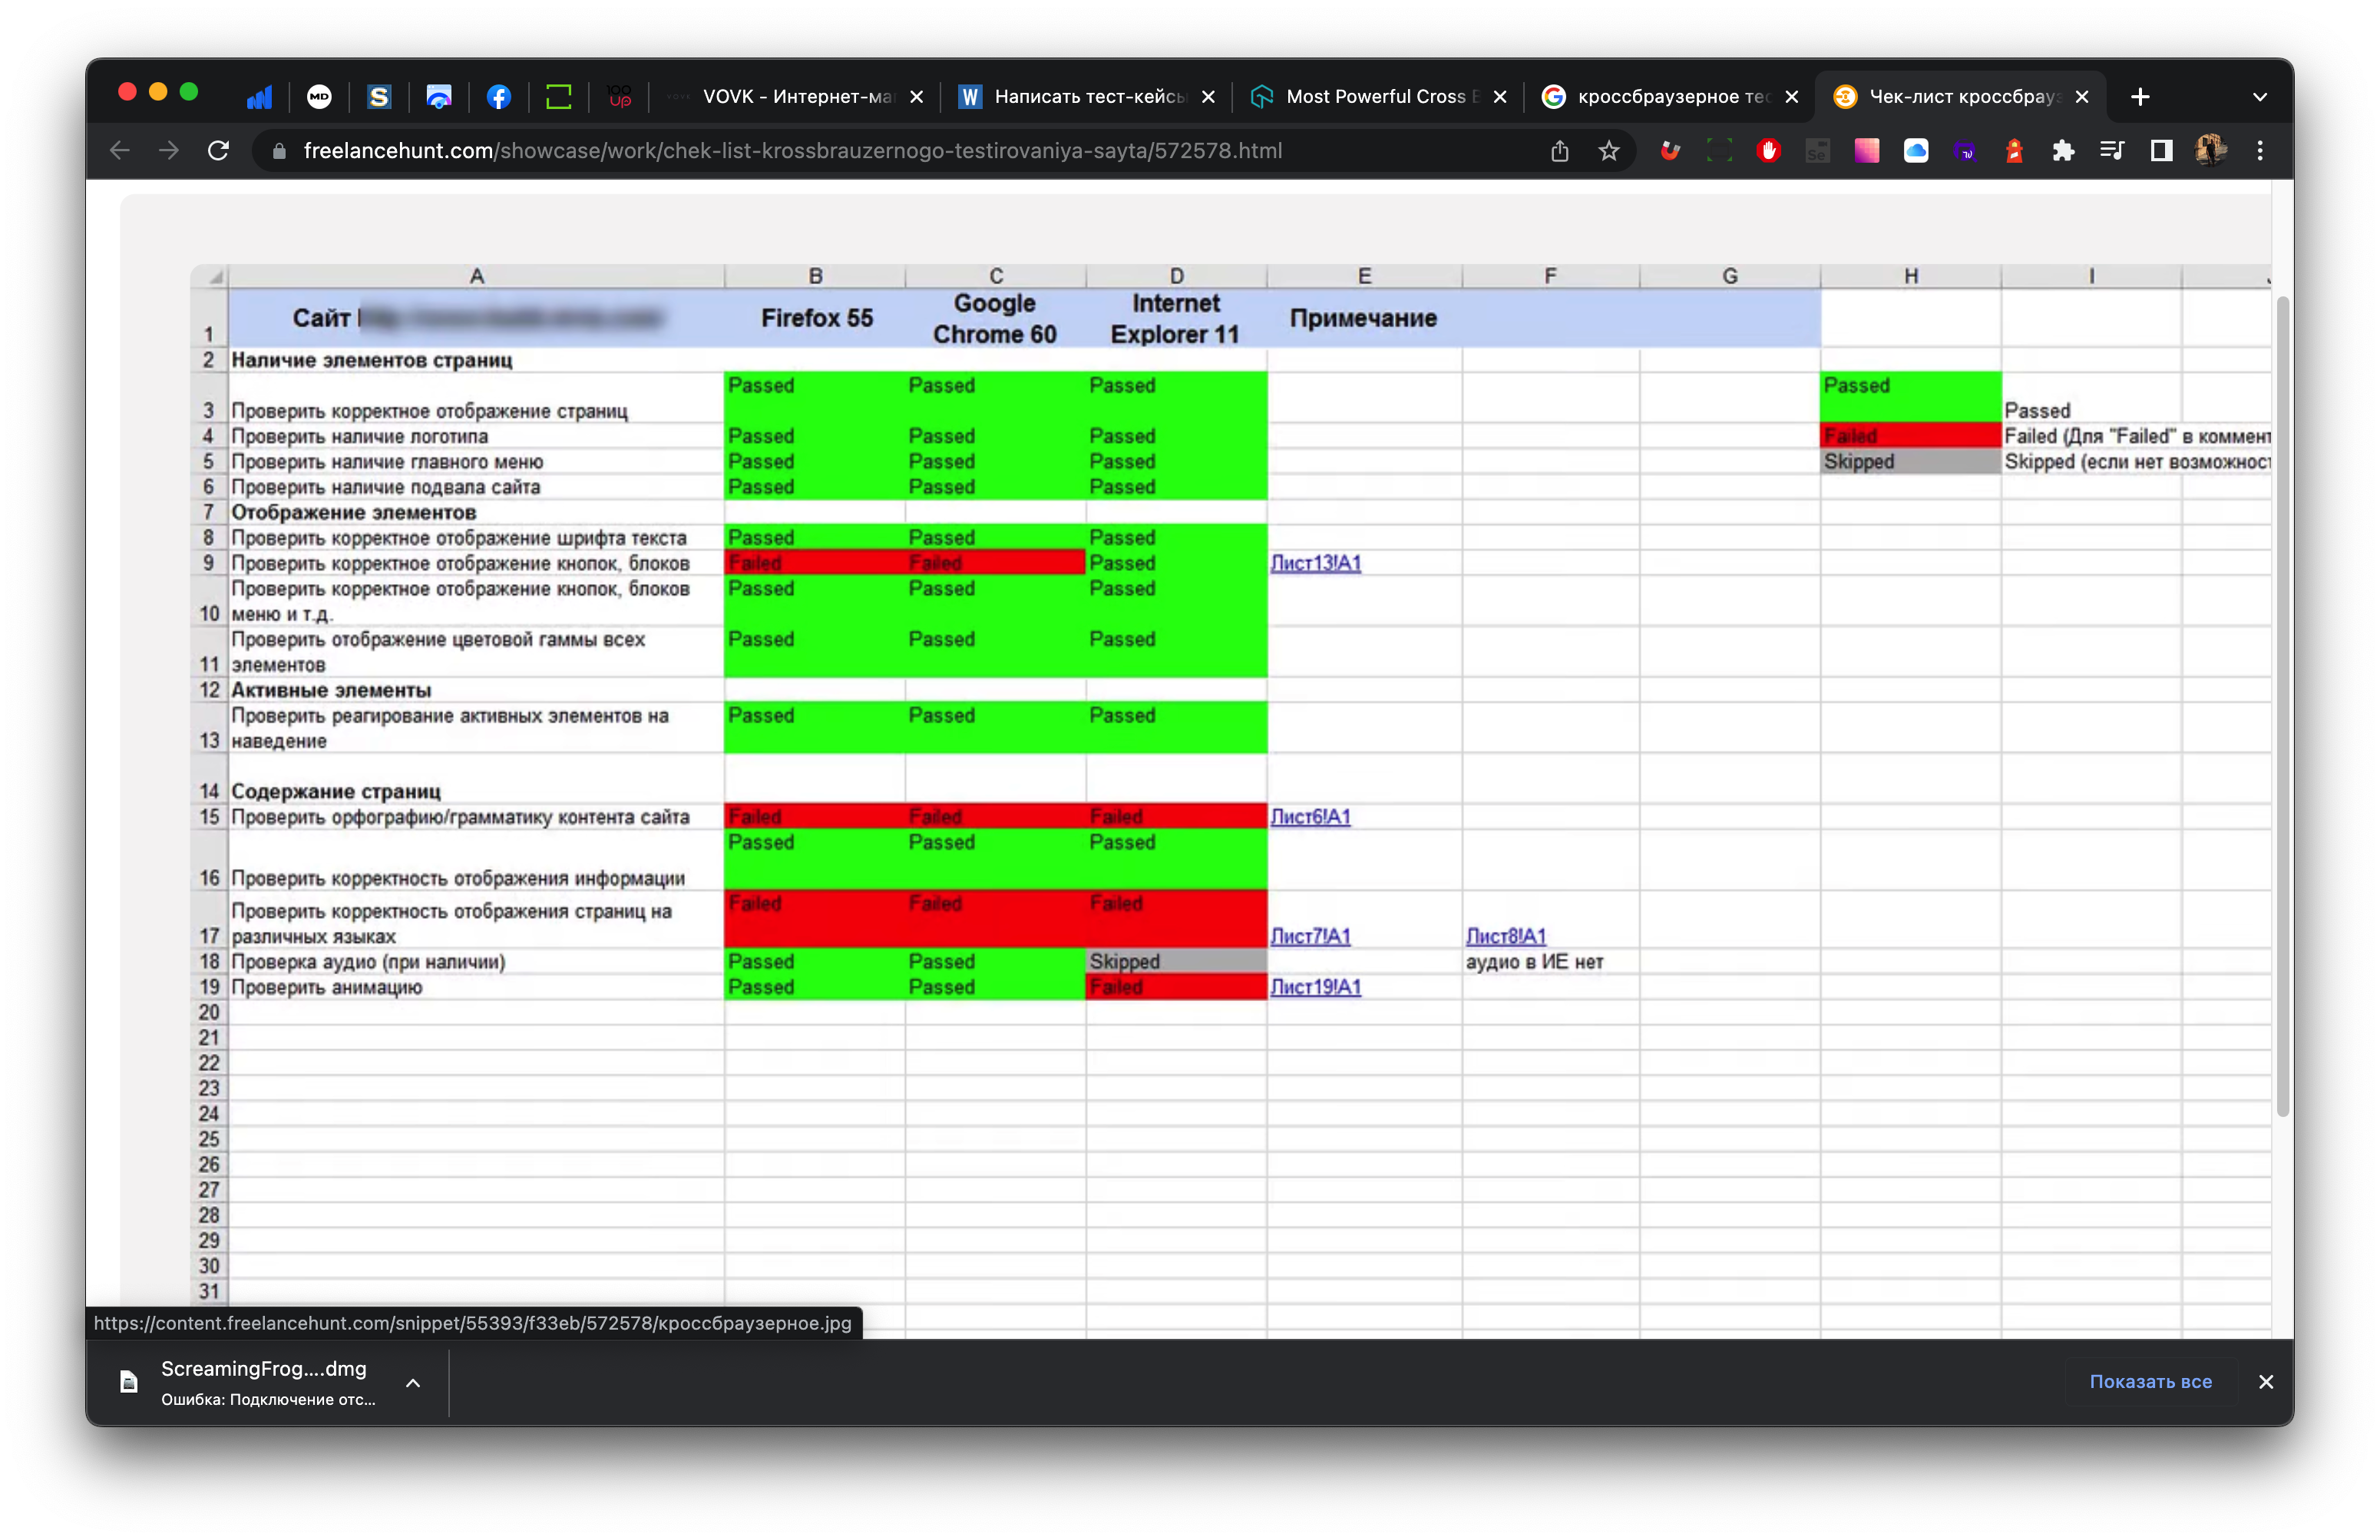 VOVK - Интернет-ма
Написать тест-кейсы
Most Powerful Cross B
кроссбраузерное тес
Чек-лист кроссбрауз
freelancehunt.com/showcase/work/chek-list-krossbrauzernogo-testirovaniya-sayta/572578.html
A B C D E F G H I
1 Сайт Firefox 55 Google Chrome 60 Internet Explorer 11 Примечание
2 Наличие элементов страниц
3 Проверить корректное отображение страниц Passed Passed Passed Passed Passed
4 Проверить наличие логотипа Passed Passed Passed Failed Failed (Для "Failed" в коммент
5 Проверить наличие главного меню Passed Passed Passed Skipped Skipped (если нет возможност
6 Проверить наличие подвала сайта Passed Passed Passed
7 Отображение элементов
8 Проверить корректное отображение шрифта текста Passed Passed Passed
9 Проверить корректное отображение кнопок, блоков Failed Failed Passed Лист13!A1
Проверить корректное отображение кнопок, блоков Passed Passed Passed
10 меню и т.д.
Проверить отображение цветовой гаммы всех Passed Passed Passed
11 элементов
12 Активные элементы
Проверить реагирование активных элементов на Passed Passed Passed
13 наведение
14 Содержание страниц
15 Проверить орфографию/грамматику контента сайта Failed Failed Failed Лист6!A1
16 Проверить корректность отображения информации Passed Passed Passed
Проверить корректность отображения страниц на Failed Failed Failed
17 различных языках Лист7!A1 Лист8!A1
18 Проверка аудио (при наличии) Passed Passed Skipped аудио в ИЕ нет
19 Проверить анимацию Passed Passed Failed Лист19!A1
20
21
22
23
24
25
26
27
28
29
30
31
https://content.freelancehunt.com/snippet/55393/f33eb/572578/кроссбраузерное.jpg
ScreamingFrog....dmg
Ошибка: Подключение отс...
Показать все